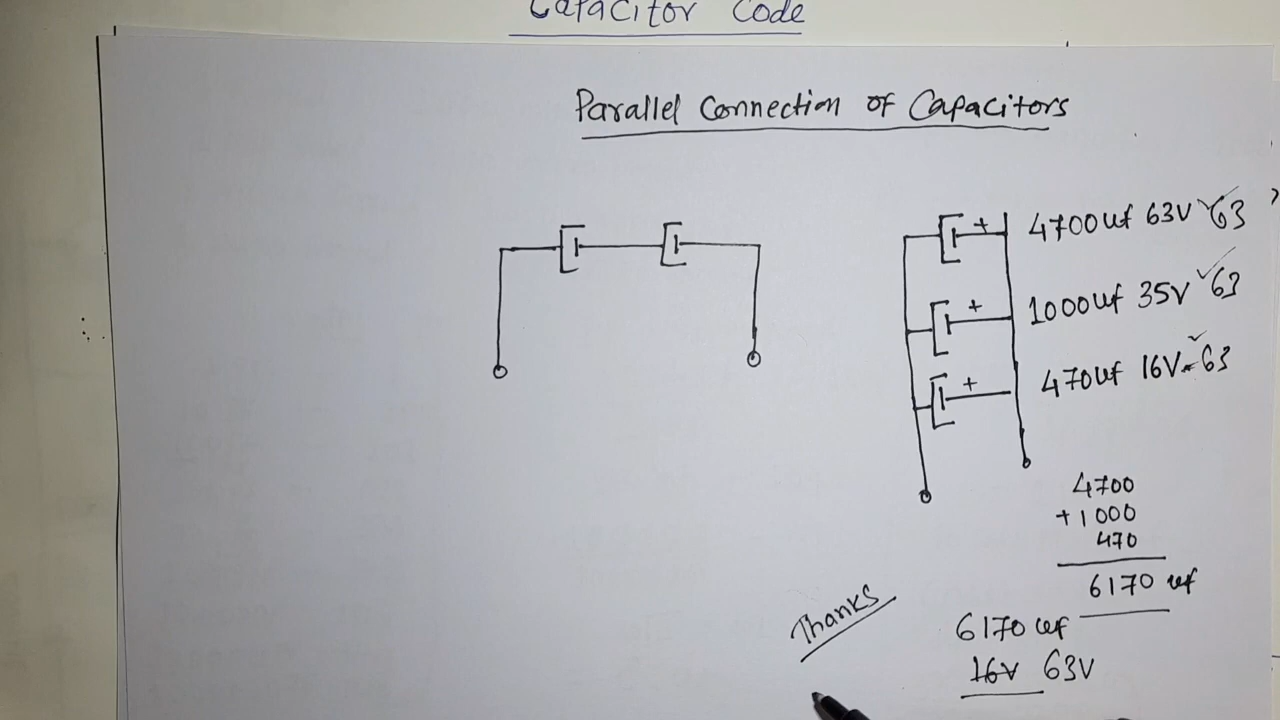 Capacitor Code
Parallel Connection of Capacitors
+ 4700uf 63V 63
+ 1000uf 35V 63
+ 470uf 16V 63
4700
+1000
470
6170 uf
Thanks
6170 uf
16V 63V